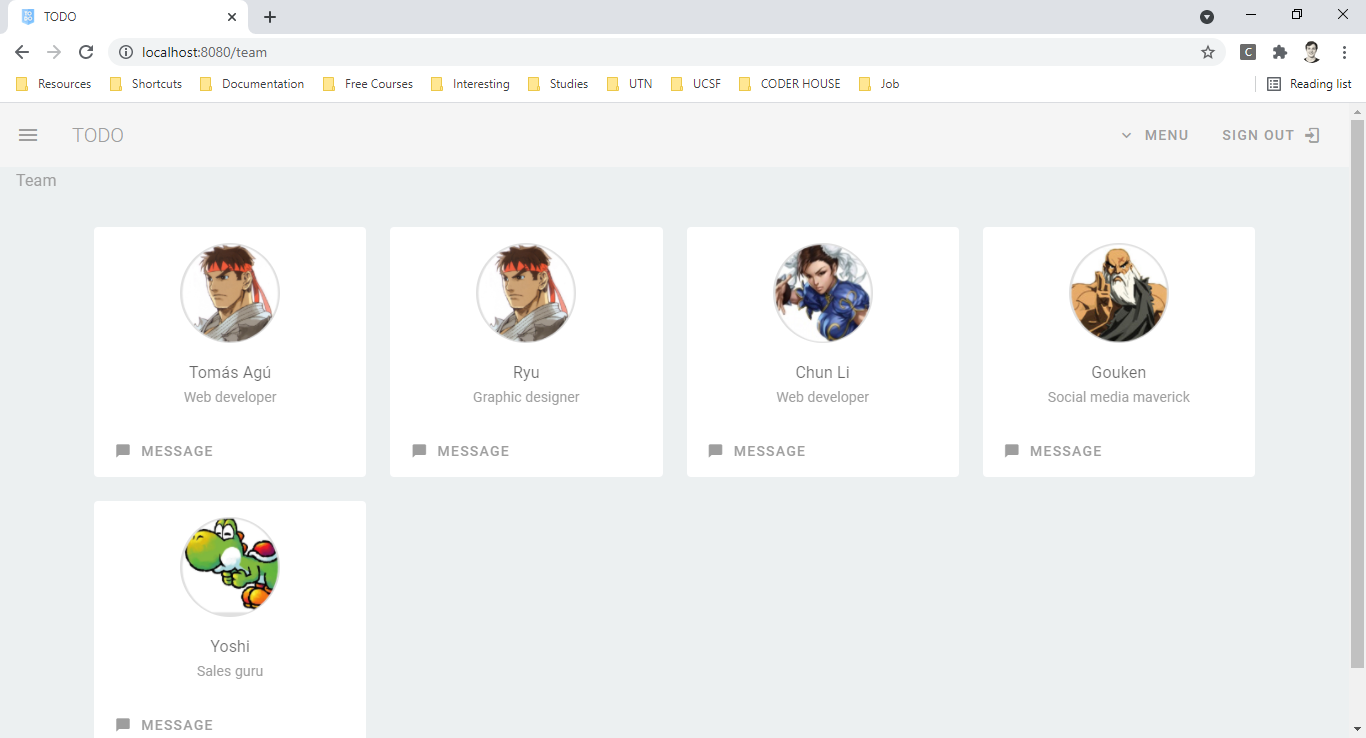 TODO
localhost:8080/team
C
Resources Shortcuts Documentation Free Courses Interesting Studies UTN UCSF CODER HOUSE Job Reading list
TODO MENU SIGN OUT
Team
Tomás Agú
Web developer
MESSAGE
Ryu
Graphic designer
MESSAGE
Chun Li
Web developer
MESSAGE
Gouken
Social media maverick
MESSAGE
Yoshi
Sales guru
MESSAGE